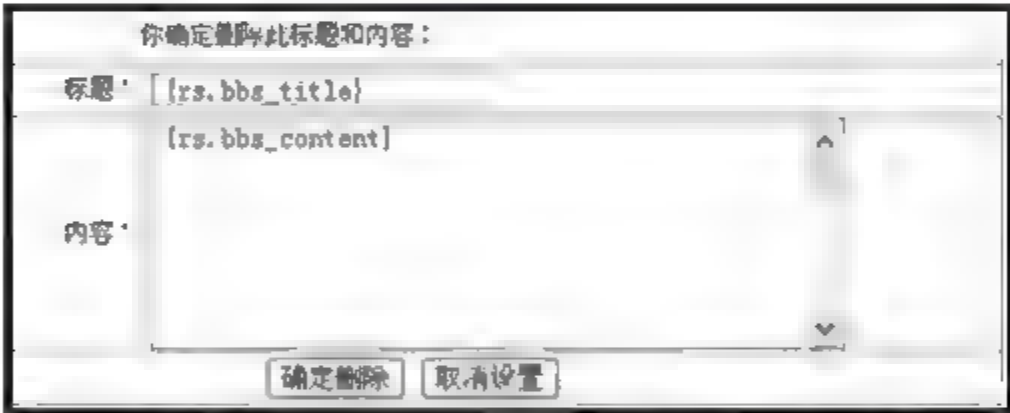 你确定删除此标题和内容：
标题： {rs.bbs_title}
{rs.bbs_content}
内容：
确定删除 取消设置